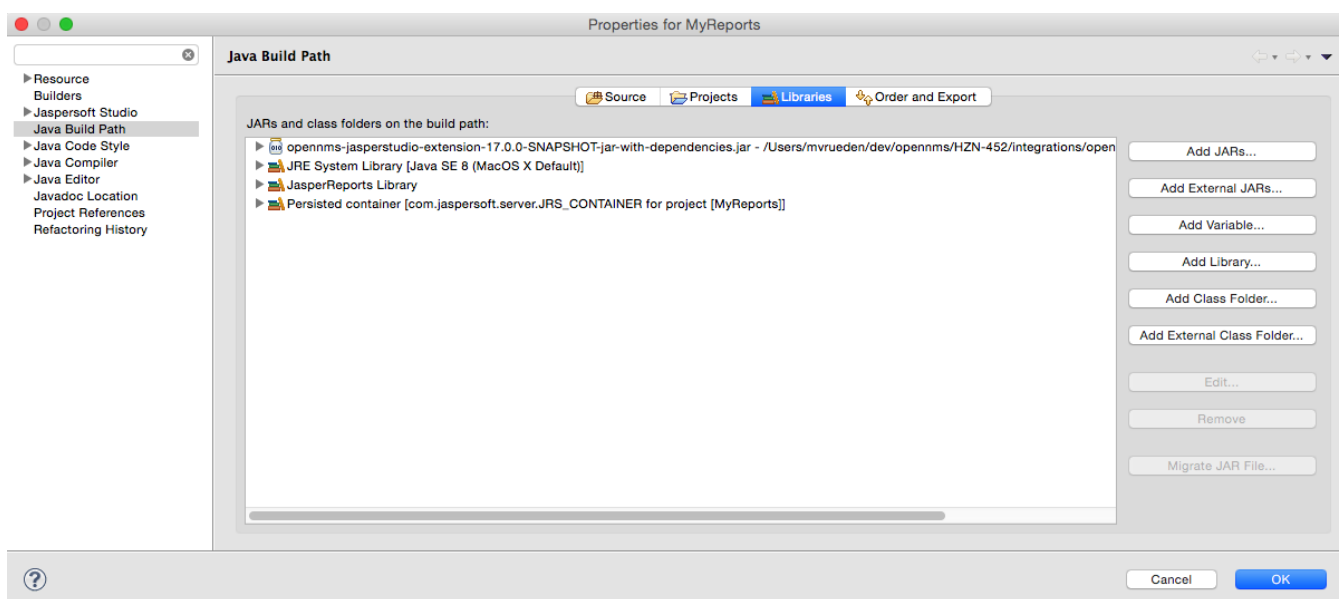 Properties for MyReports
Java Build Path
Resource
Builders
Jaspersoft Studio
Java Build Path
Java Code Style
Java Compiler
Java Editor
Javadoc Location
Project References
Refactoring History
Source Projects Libraries Order and Export
JARs and class folders on the build path:
opennms-jasperstudio-extension-17.0.0-SNAPSHOT-jar-with-dependencies.jar - /Users/mvrueden/dev/opennms/HZN-452/integrations/open
JRE System Library [Java SE 8 (MacOS X Default)]
JasperReports Library
Persisted container [com.jaspersoft.server.JRS_CONTAINER for project [MyReports]]
Add JARs...
Add External JARs...
Add Variable...
Add Library...
Add Class Folder...
Add External Class Folder...
Edit...
Remove
Migrate JAR File...
?
Cancel OK